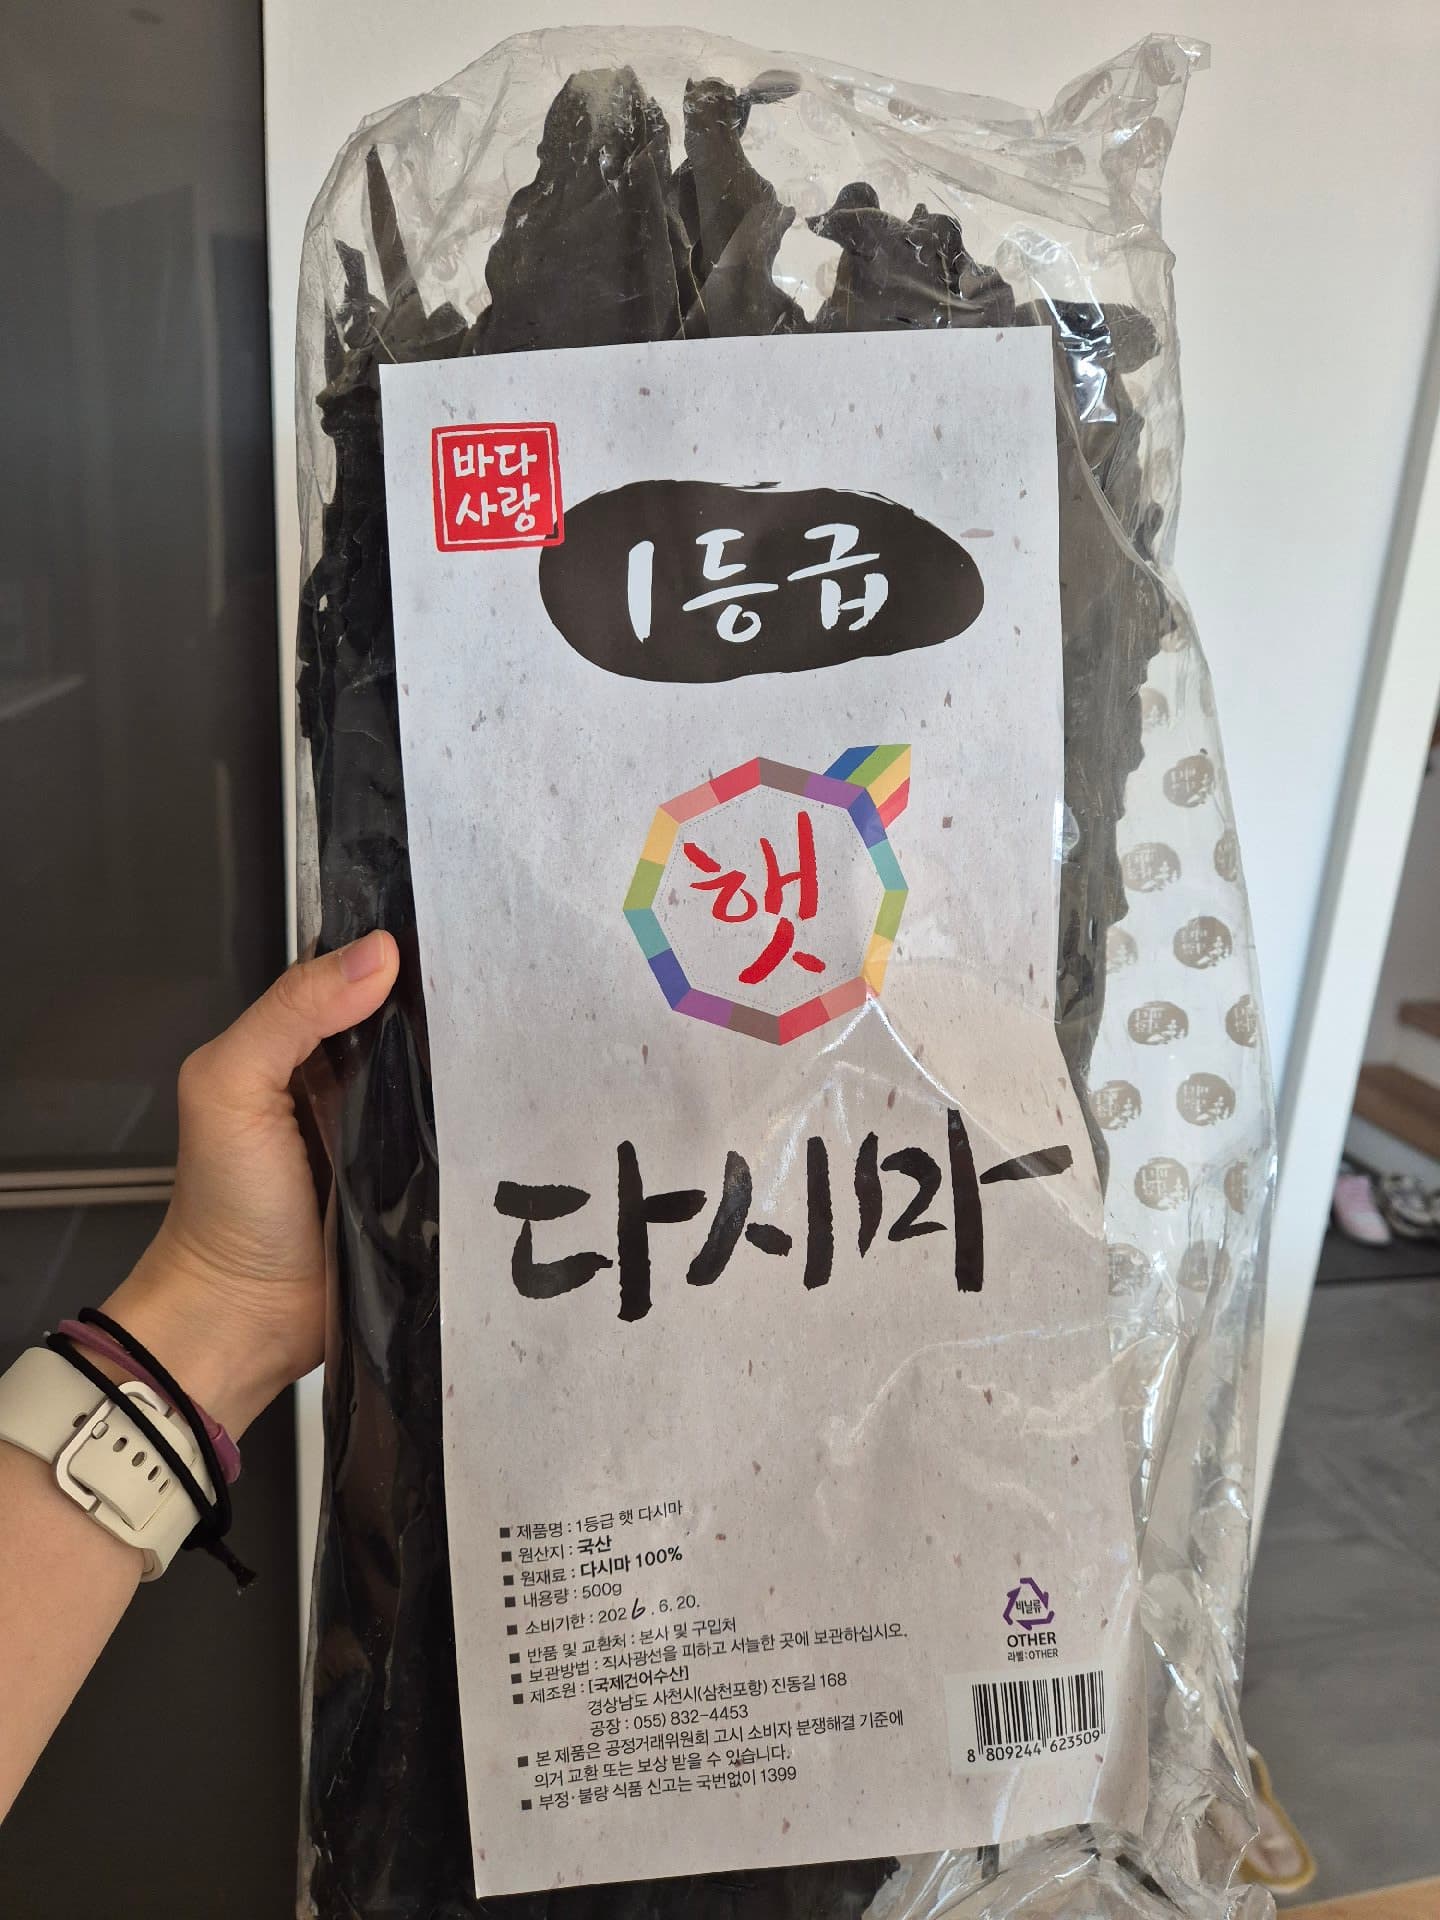 바다
사랑
1등급
햇
다시마
■ 제품명 : 1등급 햇 다시마
■ 원산지 : 국산
■ 원재료 : 다시마 100%
■ 내용량 : 500g
■ 소비기한 : 2026. 6. 20.
■ 반품 및 교환처 : 본사 및 구입처
■ 보관방법 : 직사광선을 피하고 서늘한 곳에 보관하십시오.
■ 제조원 : [국제건어수산]
경상남도 사천시(삼천포항) 진동길 168
공장 : 055) 832-4453
■ 본 제품은 공정거래위원회 고시 소비자 분쟁해결 기준에
의거 교환 또는 보상 받을 수 있습니다.
■ 부정·불량 식품 신고는 국번없이 1399
비닐류
OTHER
라벨:OTHER
8 809244 623509